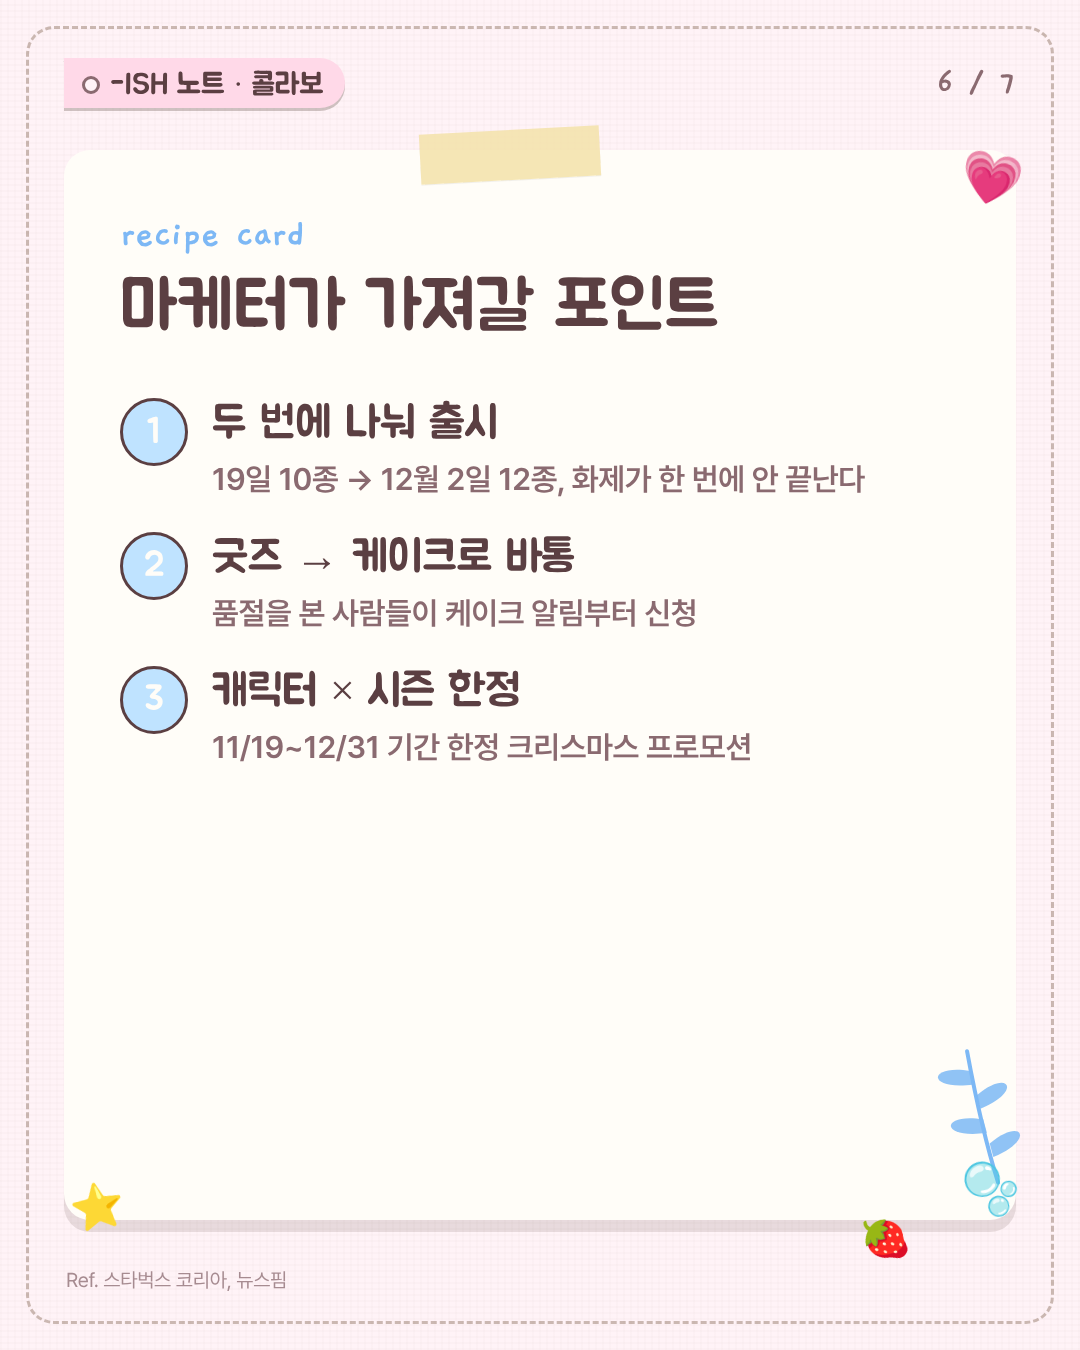 -ISH 노트 · 콜라보
6 / 7
recipe card
마케터가 가져갈 포인트
1 두 번에 나눠 출시
19일 10종 → 12월 2일 12종, 화제가 한 번에 안 끝난다
2 굿즈 → 케이크로 바통
품절을 본 사람들이 케이크 알림부터 신청
3 캐릭터 × 시즌 한정
11/19~12/31 기간 한정 크리스마스 프로모션
Ref. 스타벅스 코리아, 뉴스핌